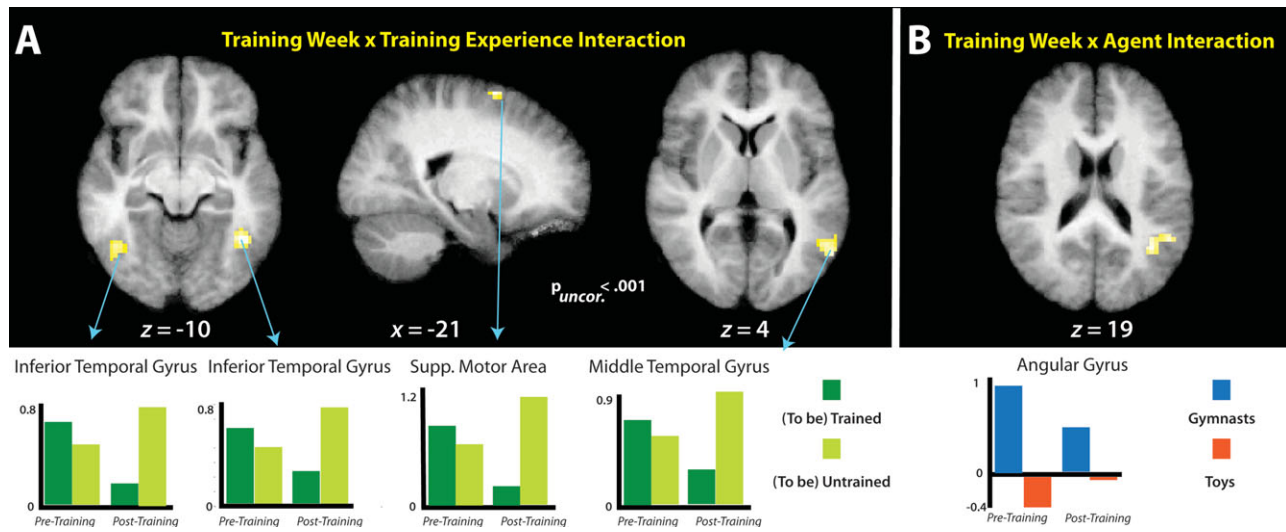 A
Training Week x Training Experience Interaction
B
Training Week x Agent Interaction
p uncor. < .001
z = -10
x = -21
z = 4
z = 19
Inferior Temporal Gyrus
Inferior Temporal Gyrus
Supp. Motor Area
Middle Temporal Gyrus
Angular Gyrus
0.8
0
Pre-Training Post-Training
0.8
0
Pre-Training Post-Training
1.2
0
Pre-Training Post-Training
0.9
0
Pre-Training Post-Training
(To be) Trained
(To be) Untrained
1
0
-0.4
Pre-Training Post-Training
Gymnasts
Toys